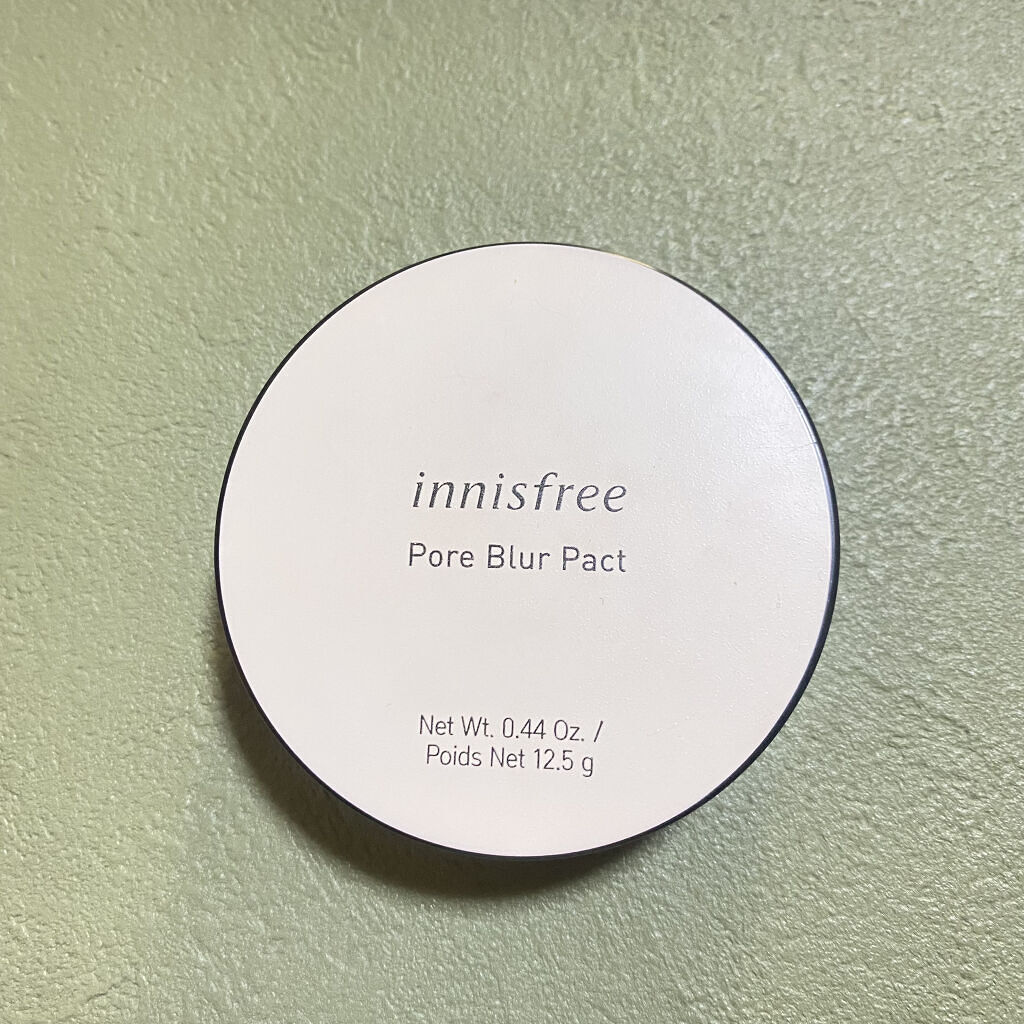 innisfree
Pore Blur Pact
Net Wt. 0.44 Oz. /
Poids Net 12.5 g